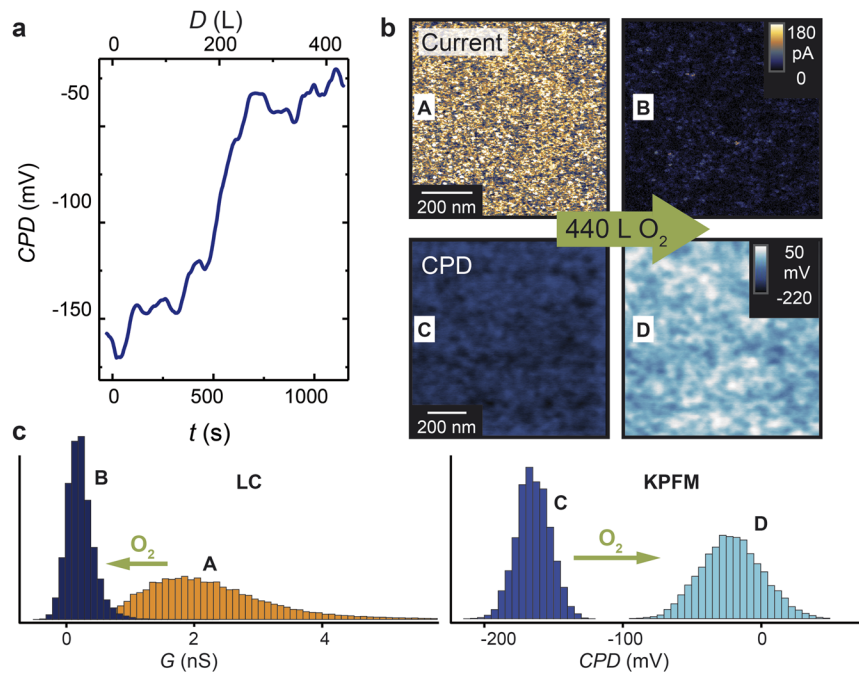 a
D (L)
0 200 400
-50
-100
-150
CPD (mV)
0 500 1000
t (s)
b
Current
A
200 nm
B
180
pA
0
440 L O₂
CPD
C
200 nm
D
50
mV
-220
c
B
LC
O₂
A
0 2 4
G (nS)
KPFM
C
O₂
D
-200 -100 0
CPD (mV)